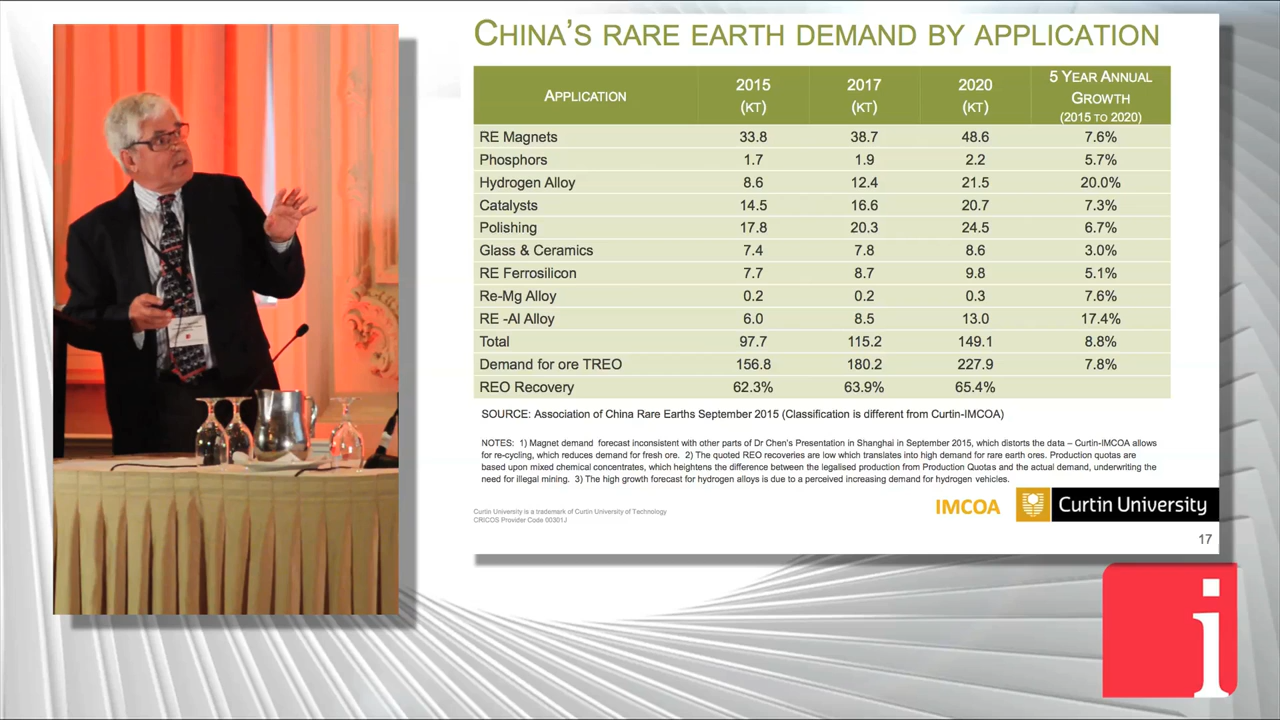 CHINA'S RARE EARTH DEMAND BY APPLICATION
APPLICATION 2015 (KT) 2017 (KT) 2020 (KT) 5 YEAR ANNUAL GROWTH (2015 TO 2020)
RE Magnets 33.8 38.7 48.6 7.6%
Phosphors 1.7 1.9 2.2 5.7%
Hydrogen Alloy 8.6 12.4 21.5 20.0%
Catalysts 14.5 16.6 20.7 7.3%
Polishing 17.8 20.3 24.5 6.7%
Glass & Ceramics 7.4 7.8 8.6 3.0%
RE Ferrosilicon 7.7 8.7 9.8 5.1%
Re-Mg Alloy 0.2 0.2 0.3 7.6%
RE -Al Alloy 6.0 8.5 13.0 17.4%
Total 97.7 115.2 149.1 8.8%
Demand for ore TREO 156.8 180.2 227.9 7.8%
REO Recovery 62.3% 63.9% 65.4%
SOURCE: Association of China Rare Earths September 2015 (Classification is different from Curtin-IMCOA)
NOTES: 1) Magnet demand forecast inconsistent with other parts of Dr Chen's Presentation in Shanghai in September 2015, which distorts the data – Curtin-IMCOA allows
for re-cycling, which reduces demand for fresh ore. 2) The quoted REO recoveries are low which translates into high demand for rare earth ores. Production quotas are
based upon mixed chemical concentrates, which heightens the difference between the legalised production from Production Quotas and the actual demand, underwriting the
need for illegal mining. 3) The high growth forecast for hydrogen alloys is due to a perceived increasing demand for hydrogen vehicles.
IMCOA Curtin University
Curtin University is a trademark of Curtin University of Technology
CRICOS Provider Code 00301J
17
i